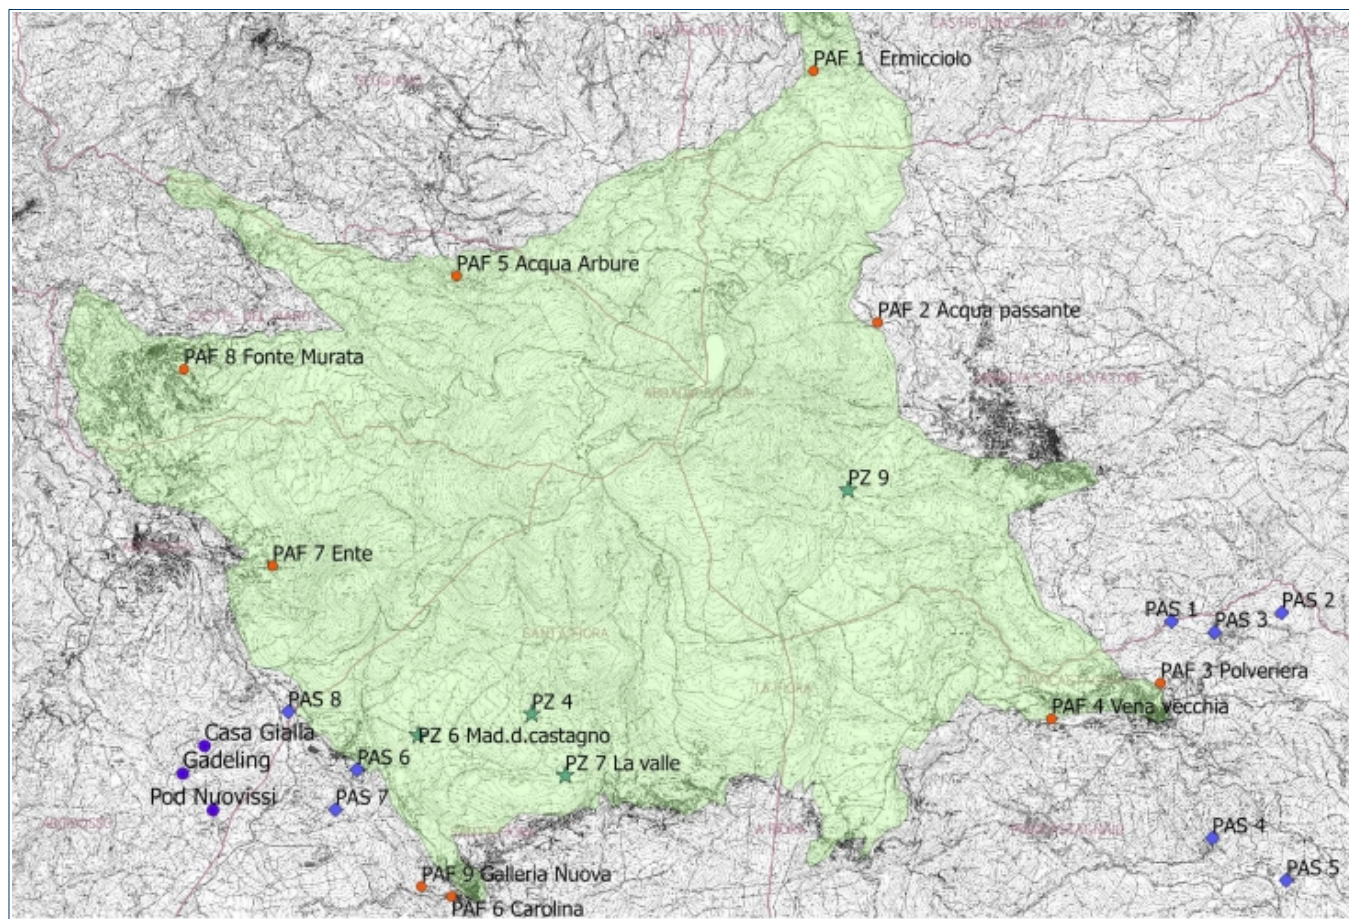 PAF 1 Ermicciolo
PAF 5 Acqua Arbure
PAF 2 Acqua passante
PAF 8 Fonte Murata
PZ 9
PAF 7 Ente
PAS 1
PAS 2
PAS 3
PAF 3 Polveriera
PAS 8
PZ 4
PAF 4 Vena vecchia
Casa Gialla
PZ 6 Mad.d.castagno
Gadeling
PAS 6
PZ 7 La valle
Pod Nuovissi
PAS 7
PAS 4
PAF 9 Galleria Nuova
PAS 5
PAF 6 Carolina